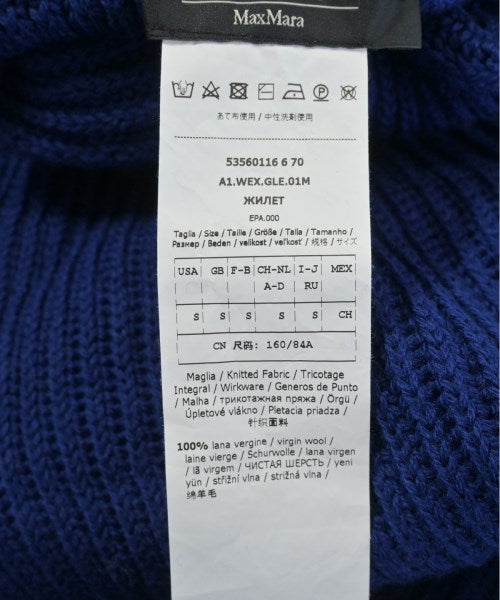 MaxMara
あて布使用 / 中性洗剤使用
53560116 6 70
A1.WEX.GLE.01M
ЖИЛЕТ
EPA.000
Taglia / Size / Taille / Größe / Talla / Tamanho /
Размер / Beden / velikost / veľkosť / 规格 / サイズ
USA GB F-B CH-NL I-J MEX
A-D RU
S S S S S CH
CN 尺码: 160/84A
Maglia / Knitted Fabric / Tricotage
Integral / Wirkware / Generos de Punto
/ Malha / трикотажная пряжа / Örgü /
Úpletové vlákno / Pletacia priadza /
针织面料
100% lana vergine / virgin wool /
laine vierge / Schurwolle / lana virgen
/ lã virgem / ЧИСТАЯ ШЕРСТЬ / yeni
yün / střižní vlna / strižná vlna /
绵羊毛